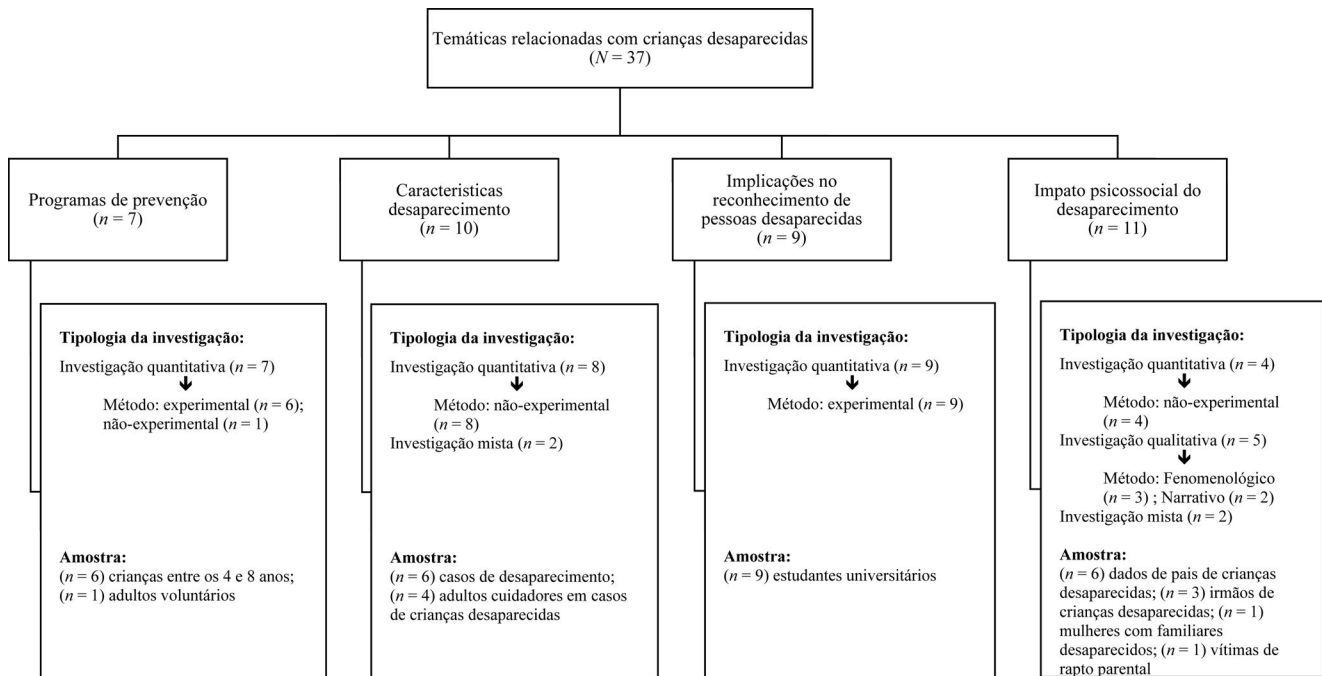 Temáticas relacionadas com crianças desaparecidas
(N = 37)
Programas de prevenção
(n = 7)
Caracteristicas
desaparecimento
(n = 10)
Implicações no
reconhecimento de
pessoas desaparecidas
(n = 9)
Impato psicossocial do
desaparecimento
(n = 11)
Tipologia da investigação:
Investigação quantitativa (n = 7)
🡻
Método: experimental (n = 6);
não-experimental (n = 1)
Amostra:
(n = 6) crianças entre os 4 e 8 anos;
(n = 1) adultos voluntários
Tipologia da investigação:
Investigação quantitativa (n = 8)
🡻
Método: não-experimental
(n = 8)
Investigação mista (n = 2)
Amostra:
(n = 6) casos de desaparecimento;
(n = 4) adultos cuidadores em casos
de crianças desaparecidas
Tipologia da investigação:
Investigação quantitativa (n = 9)
🡻
Método: experimental (n = 9)
Amostra:
(n = 9) estudantes universitários
Tipologia da investigação:
Investigação quantitativa (n = 4)
🡻
Método: não-experimental
(n = 4)
Investigação qualitativa (n = 5)
🡻
Método: Fenomenológico
(n = 3) ; Narrativo (n = 2)
Investigação mista (n = 2)
Amostra:
(n = 6) dados de pais de crianças
desaparecidas; (n = 3) irmãos de
crianças desaparecidas; (n = 1)
mulheres com familiares
desaparecidos; (n = 1) vítimas de
rapto parental